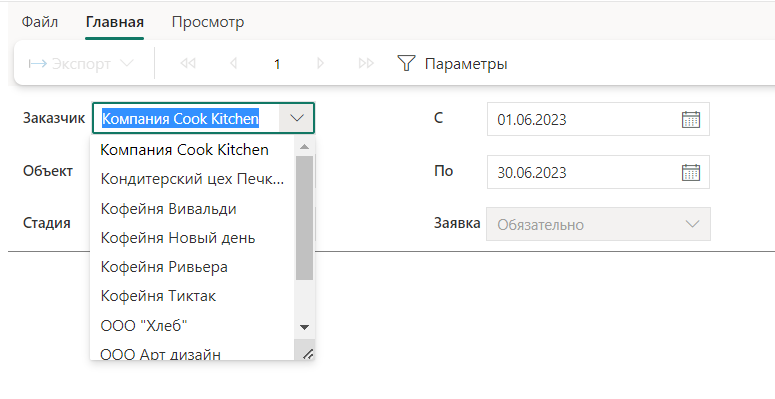 Файл Главная Просмотр
Экспорт 1 Параметры
Заказчик Компания Cook Kitchen С 01.06.2023
Компания Cook Kitchen
Объект Кондитерский цех Печк... По 30.06.2023
Кофейня Вивальди
Стадия Заявка Обязательно
Кофейня Новый день
Кофейня Ривьера
Кофейня Тиктак
ООО "Хлеб"
ООО Арт дизайн